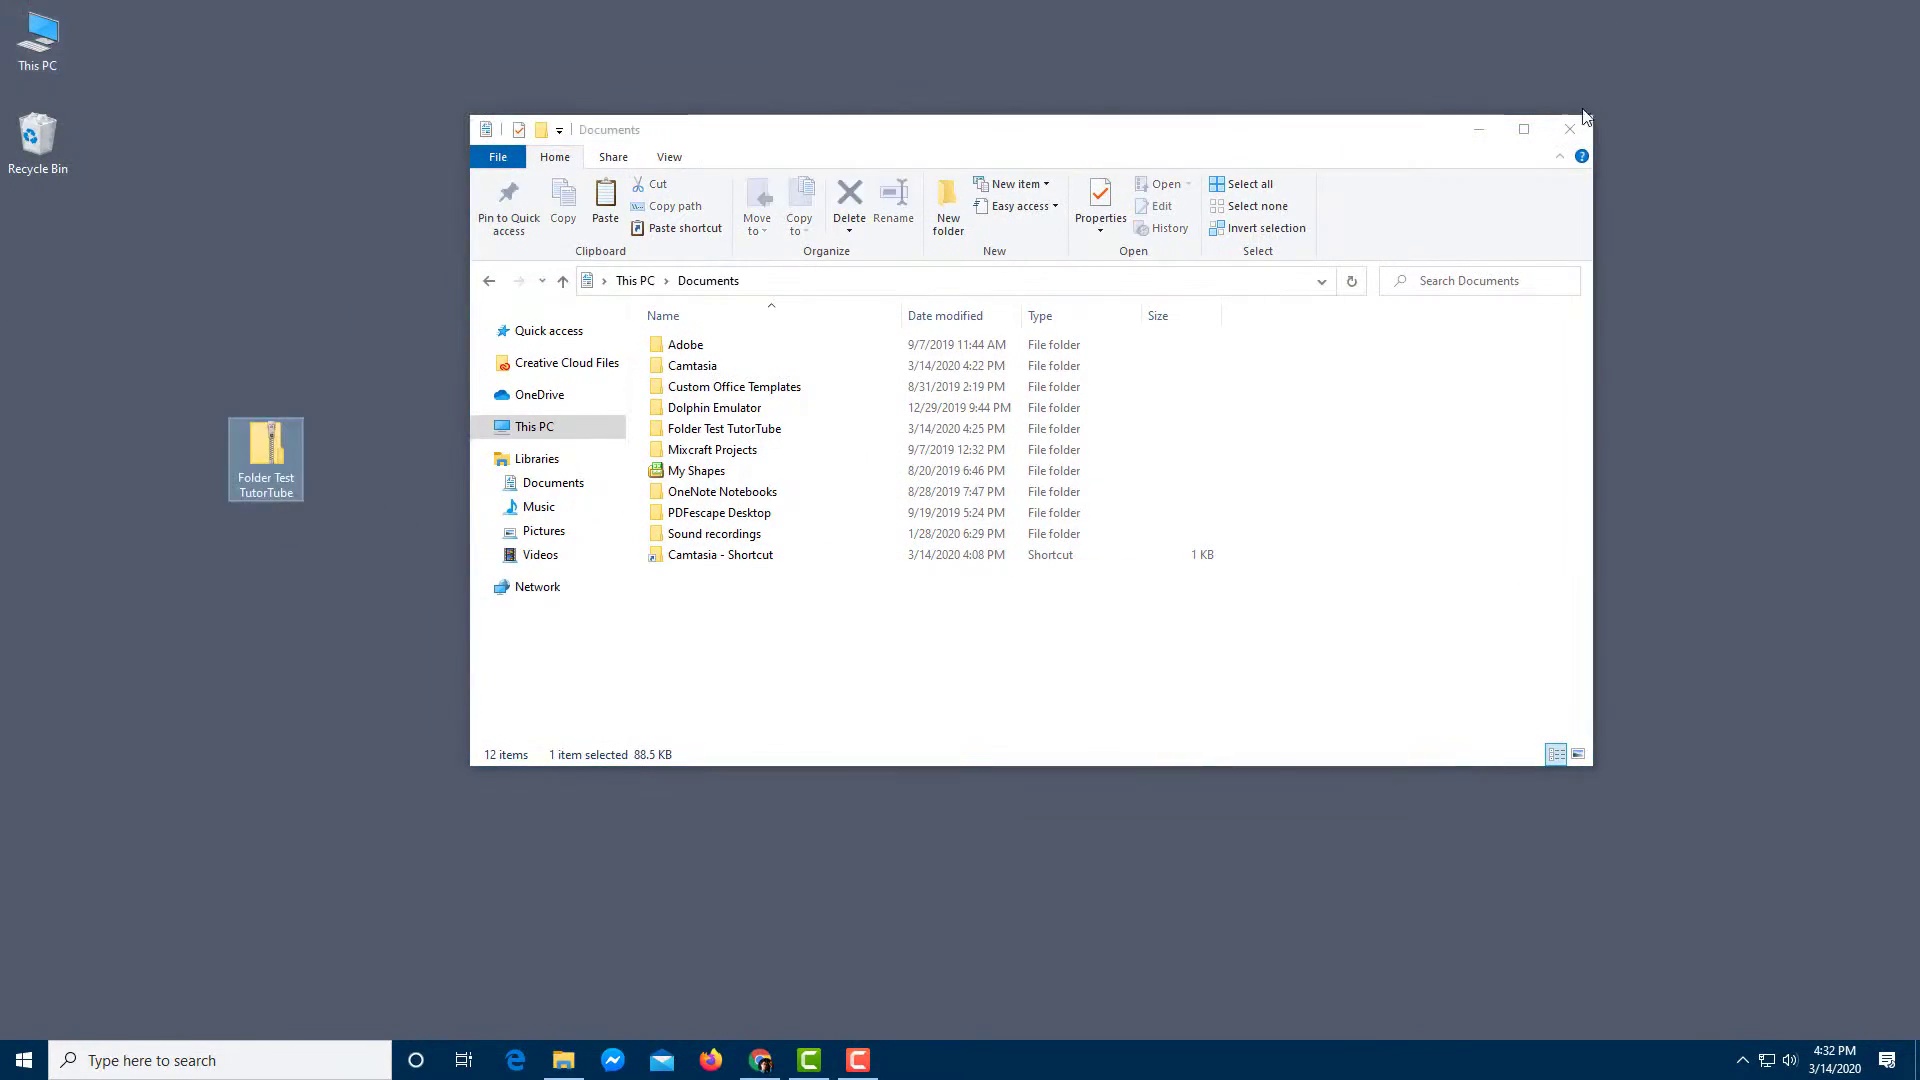 This PC
Recycle Bin
Folder Test
TutorTube
Documents
File Home Share View
Pin to Quick access
Copy
Paste
Cut
Copy path
Paste shortcut
Clipboard
Move to
Copy to
Delete
Rename
Organize
New folder
New item
Easy access
New
Properties
Open
Edit
History
Open
Select all
Select none
Invert selection
Select
This PC > Documents
Search Documents
Quick access
Creative Cloud Files
OneDrive
This PC
Libraries
Documents
Music
Pictures
Videos
Network
Name Date modified Type Size
Adobe 9/7/2019 11:44 AM File folder
Camtasia 3/14/2020 4:22 PM File folder
Custom Office Templates 8/31/2019 2:19 PM File folder
Dolphin Emulator 12/29/2019 9:44 PM File folder
Folder Test TutorTube 3/14/2020 4:25 PM File folder
Mixcraft Projects 9/7/2019 12:32 PM File folder
My Shapes 8/20/2019 6:46 PM File folder
OneNote Notebooks 8/28/2019 7:47 PM File folder
PDFescape Desktop 9/19/2019 5:24 PM File folder
Sound recordings 1/28/2020 6:29 PM File folder
Camtasia - Shortcut 3/14/2020 4:08 PM Shortcut 1 KB
12 items 1 item selected 88.5 KB
Type here to search
4:32 PM
3/14/2020